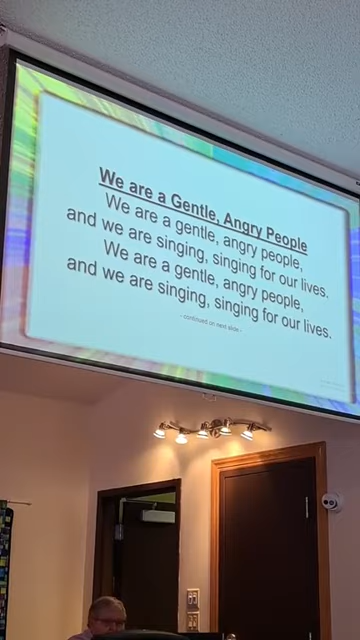 We are a Gentle, Angry People
We are a gentle, angry people,
and we are singing, singing for our lives.
We are a gentle, angry people,
and we are singing, singing for our lives.
- continued on next slide -